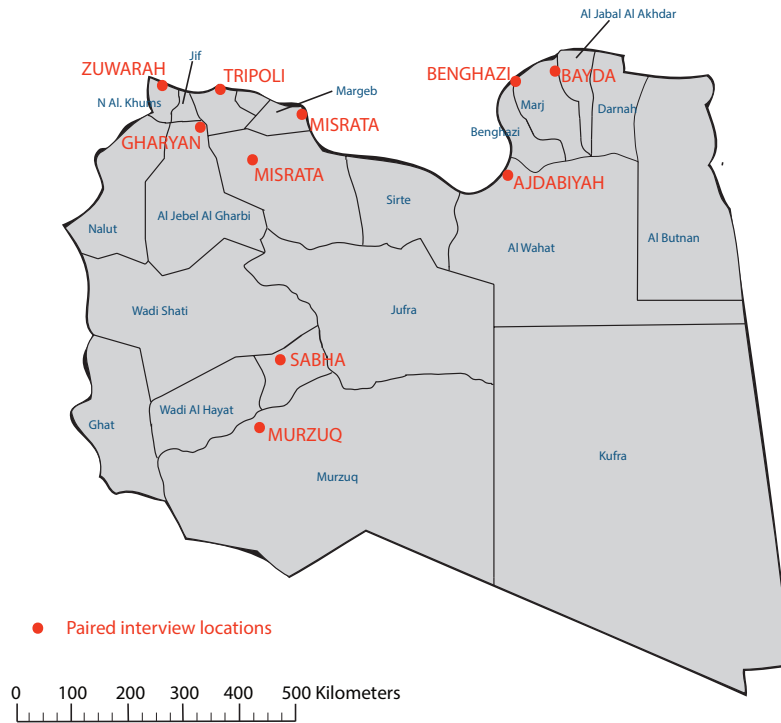 Al Jabal Al Akhdar
Jif
ZUWARAH
TRIPOLI
BENGHAZI
BAYDA
Margeb
N Al. Khums
Marj
Darnah
MISRATA
GHARYAN
Benghazi
MISRATA
AJDABIYAH
Sirte
Al Jebel Al Gharbi
Nalut
Al Wahat
Al Butnan
Wadi Shati
Jufra
SABHA
Wadi Al Hayat
Ghat
MURZUQ
Kufra
Murzuq
Paired interview locations
0 100 200 300 400 500 Kilometers